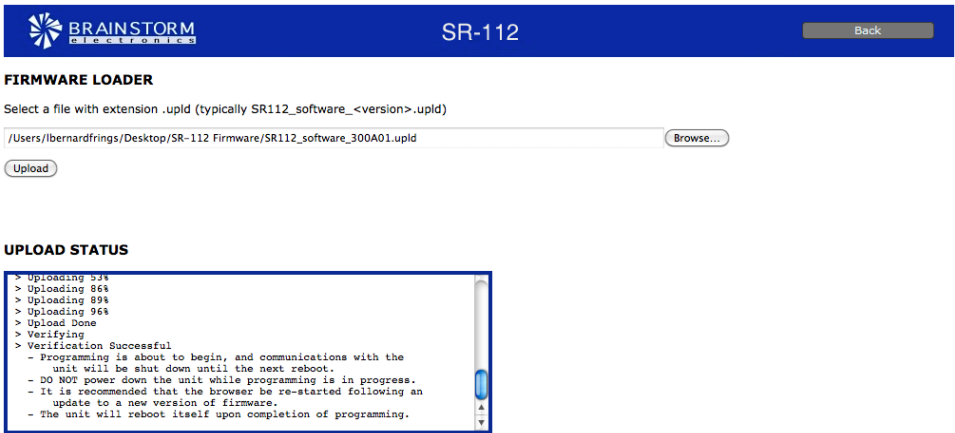 BRAINSTORM
electronics
SR-112
Back
FIRMWARE LOADER
Select a file with extension .upld (typically SR112_software_<version>.upld)
/Users/lbernardfrings/Desktop/SR-112 Firmware/SR112_software_300A01.upld
Browse...
Upload
UPLOAD STATUS
> Uploading 53%
> Uploading 86%
> Uploading 89%
> Uploading 96%
> Upload Done
> Verifying
> Verification Successful
- Programming is about to begin, and communications with the
unit will be shut down until the next reboot.
- DO NOT power down the unit while programming is in progress.
- It is recommended that the browser be re-started following an
update to a new version of firmware.
- The unit will reboot itself upon completion of programming.